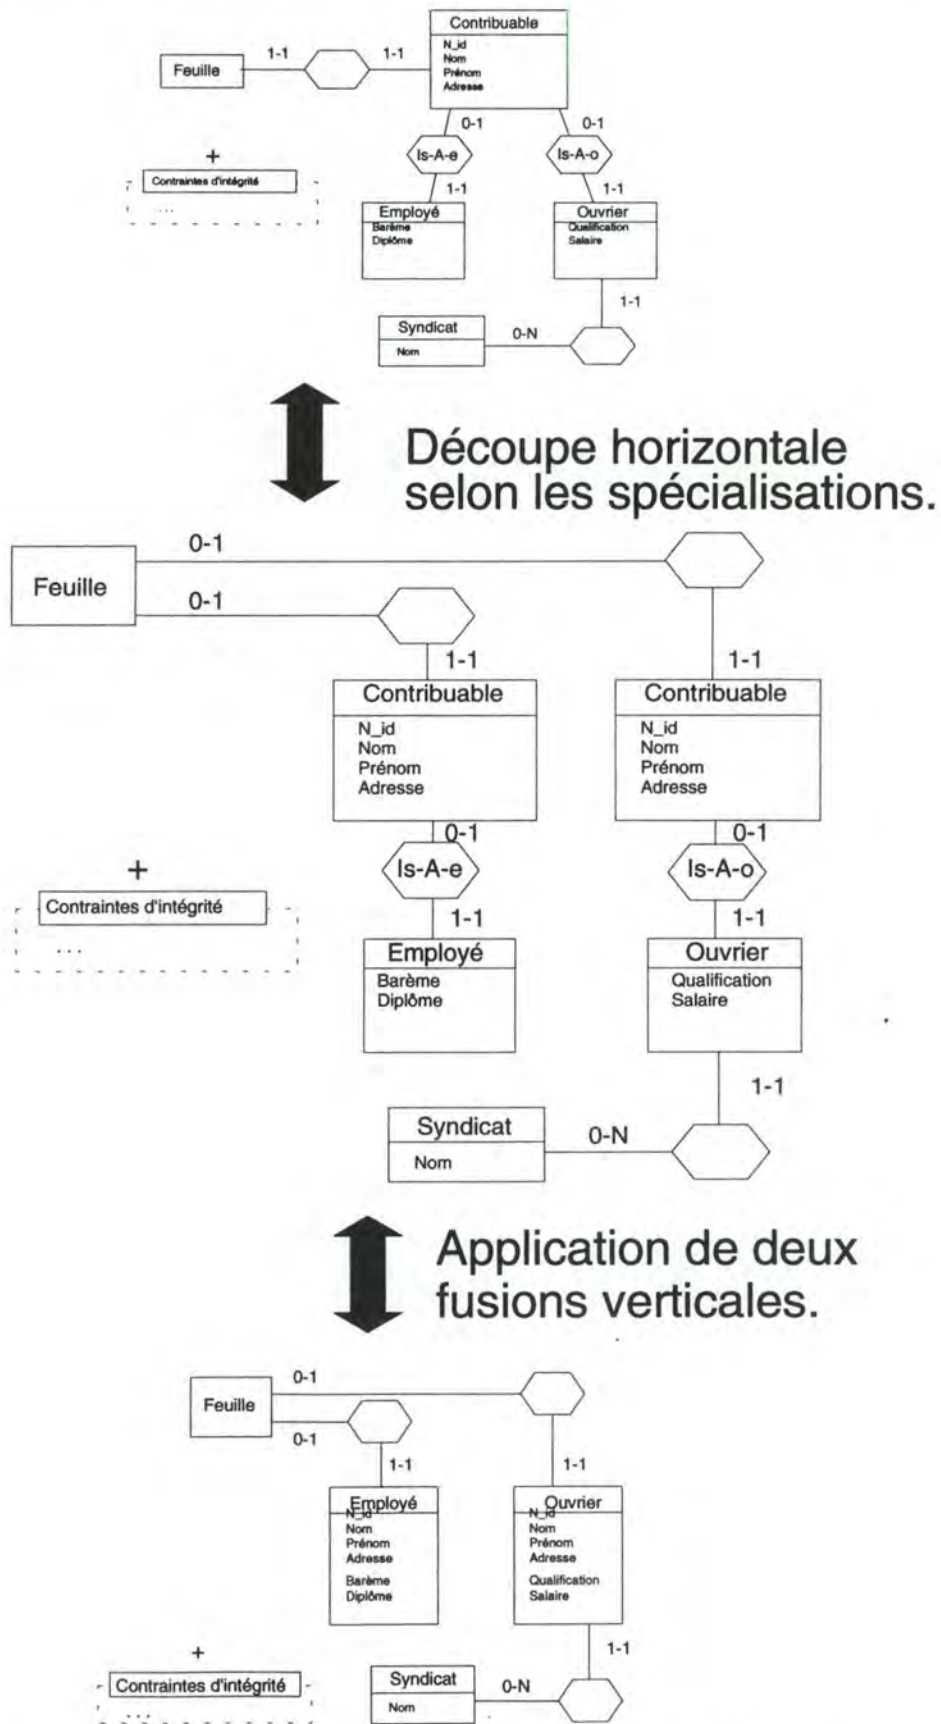 Contribuable
N_id
Nom
Prénom
Adresse
Feuille
1-1
1-1
0-1
0-1
Is-A-e
Is-A-o
+
Contraintes d'intégrité
...
1-1
1-1
Employé
Barème
Diplôme
Ouvrier
Qualification
Salaire
1-1
Syndicat
Nom
0-N
Découpe horizontale
selon les spécialisations.
Feuille
0-1
0-1
1-1
1-1
Contribuable
N_id
Nom
Prénom
Adresse
Contribuable
N_id
Nom
Prénom
Adresse
0-1
0-1
Is-A-e
Is-A-o
+
Contraintes d'intégrité
...
1-1
1-1
Employé
Barème
Diplôme
Ouvrier
Qualification
Salaire
1-1
Syndicat
Nom
0-N
Application de deux
fusions verticales.
Feuille
0-1
0-1
1-1
1-1
Employé
N_id
Nom
Prénom
Adresse
Barème
Diplôme
Ouvrier
N_id
Nom
Prénom
Adresse
Qualification
Salaire
1-1
+
Contraintes d'intégrité
...
Syndicat
Nom
0-N